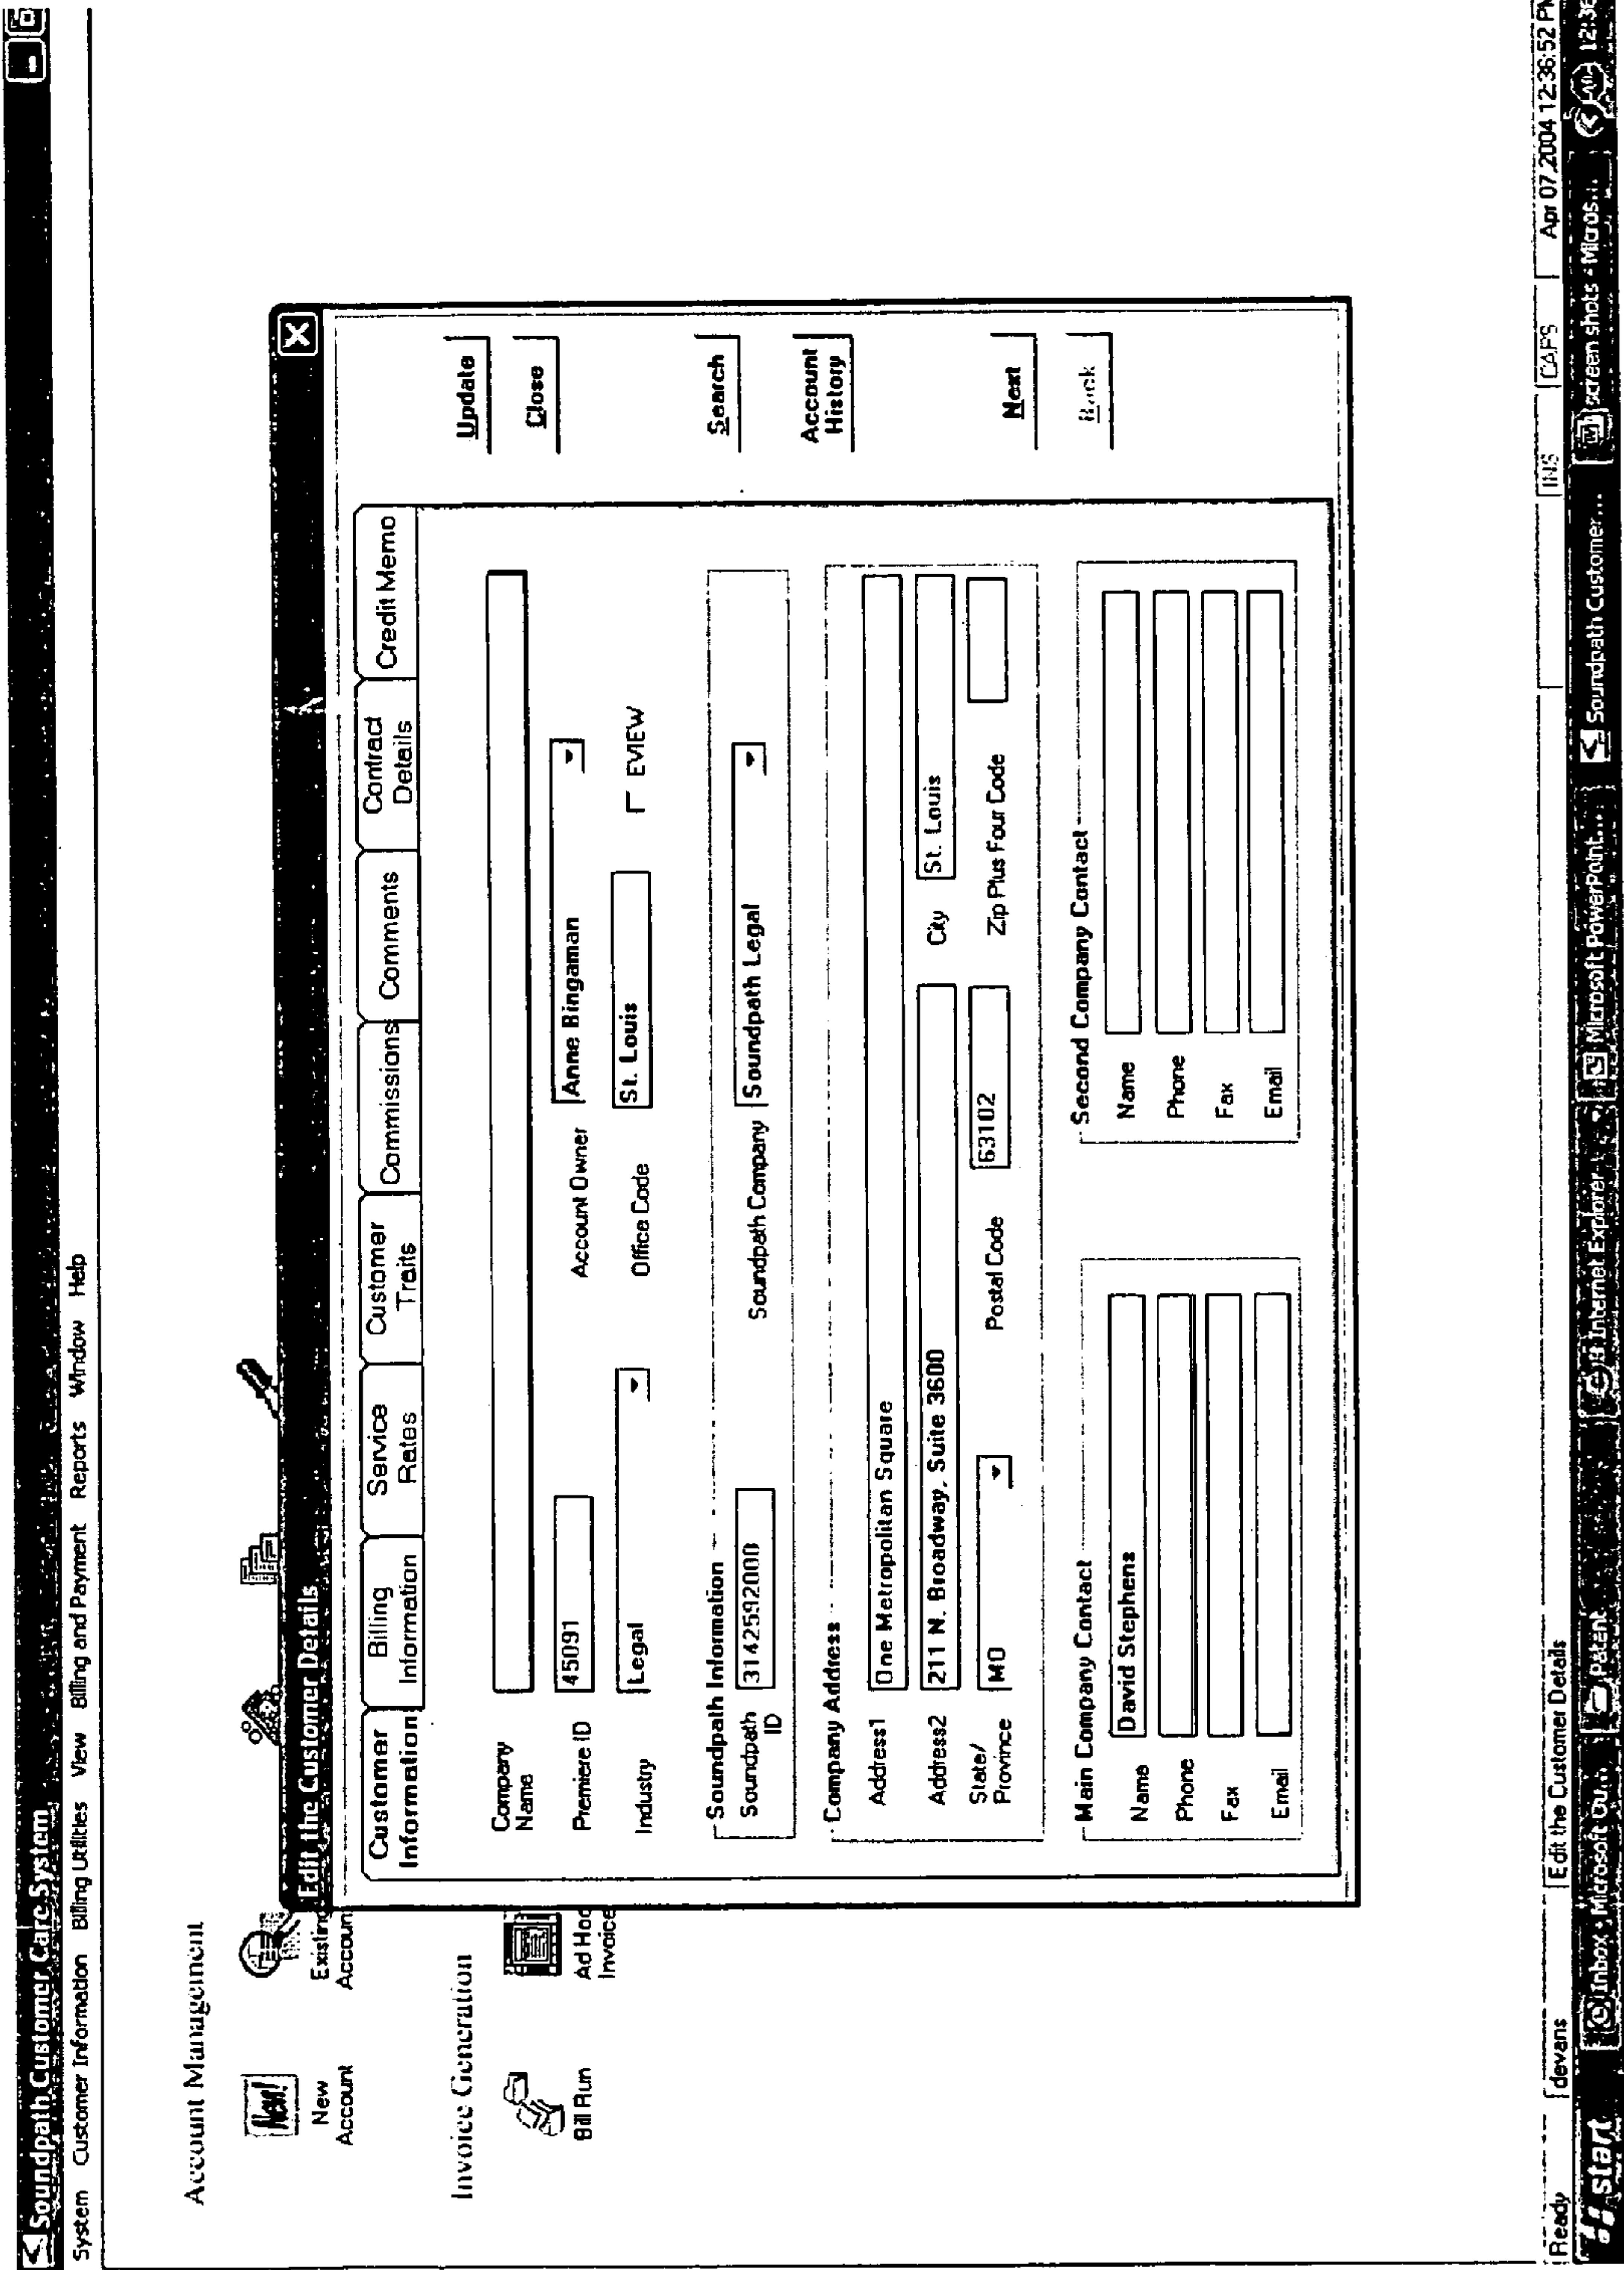 Soundpath Customer Care System
System Customer Information Billing Utilities View Billing and Payment Reports Window Help
Account Management
New
Account
Existing
Account
Invoice Generation
Bill Run
Ad Hoc
Invoice
Edit the Customer Details
Customer
Information
Billing
Information
Service
Rates
Customer
Traits
Commissions
Comments
Contract
Details
Credit Memo
Company
Name
Premiere ID 45091 Account Owner Anne Bingaman
Industry Legal Office Code St. Louis EVIEW
Soundpath Information
Soundpath
ID
3142592000 Soundpath Company Soundpath Legal
Company Address
Address1 One Metropolitan Square
Address2 211 N. Broadway, Suite 3600 City St. Louis
State/
Province
MO Postal Code 63102 Zip Plus Four Code
Main Company Contact
Name David Stephens
Phone
Fax
Email
Second Company Contact
Name
Phone
Fax
Email
Update
Close
Search
Account
History
Next
Back
Ready devans Edit the Customer Details INS CAPS Apr 07,2004 12:36:52 PM
start Inbox - Microsoft Out... Patent Internet Explorer Microsoft PowerPoint... Soundpath Customer... screen shots - Micros... 12:36